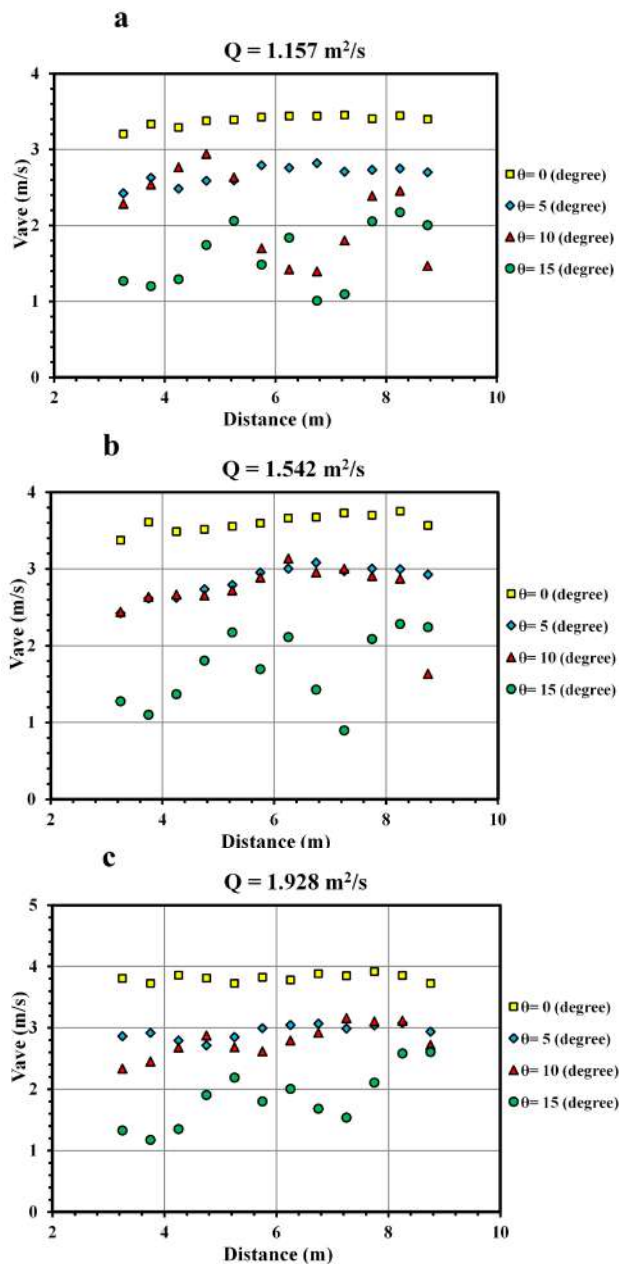 a
Q = 1.157 m²/s
4
3
2
1
0
Vave (m/s)
2 4 6 8 10
Distance (m)
θ= 0 (degree)
θ= 5 (degree)
θ= 10 (degree)
θ= 15 (degree)
b
Q = 1.542 m²/s
4
3
2
1
0
Vave (m/s)
2 4 6 8 10
Distance (m)
θ= 0 (degree)
θ= 5 (degree)
θ= 10 (degree)
θ= 15 (degree)
c
Q = 1.928 m²/s
5
4
3
2
1
0
Vave (m/s)
2 4 6 8 10
Distance (m)
θ= 0 (degree)
θ= 5 (degree)
θ= 10 (degree)
θ= 15 (degree)